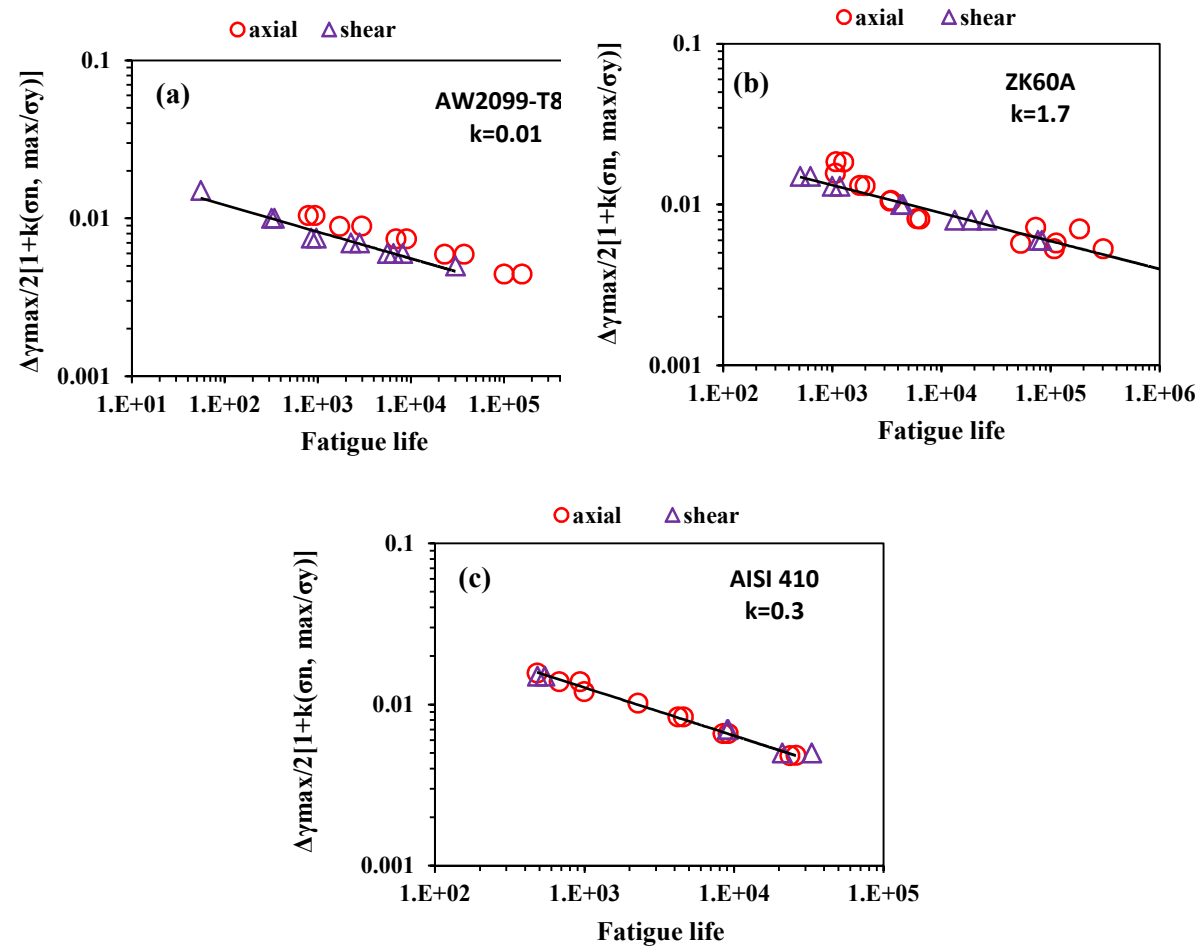 axial shear
0.1
(a)
AW2099-T8
k=0.01
0.01
0.001
1.E+01 1.E+02 1.E+03 1.E+04 1.E+05
Fatigue life
Δγmax/2[1+k(σn, max/σy)]
axial shear
0.1
(b)
ZK60A
k=1.7
0.01
0.001
1.E+02 1.E+03 1.E+04 1.E+05 1.E+06
Fatigue life
Δγmax/2[1+k(σn, max/σy)]
axial shear
0.1
(c)
AISI 410
k=0.3
0.01
0.001
1.E+02 1.E+03 1.E+04 1.E+05
Fatigue life
Δγmax/2[1+k(σn, max/σy)]